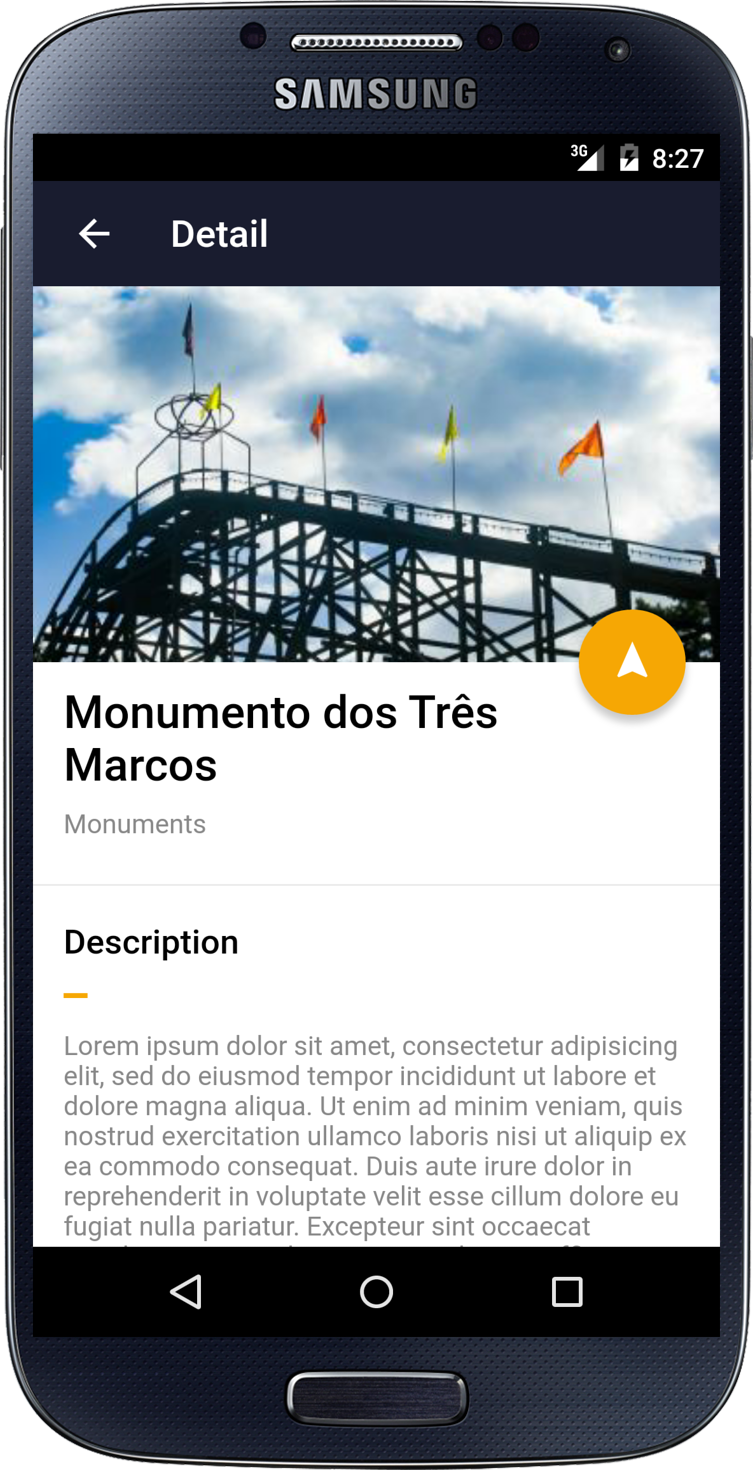 SAMSUNG
3G 8:27
Detail
Monumento dos Três
Marcos
Monuments
Description
Lorem ipsum dolor sit amet, consectetur adipisicing
elit, sed do eiusmod tempor incididunt ut labore et
dolore magna aliqua. Ut enim ad minim veniam, quis
nostrud exercitation ullamco laboris nisi ut aliquip ex
ea commodo consequat. Duis aute irure dolor in
reprehenderit in voluptate velit esse cillum dolore eu
fugiat nulla pariatur. Excepteur sint occaecat